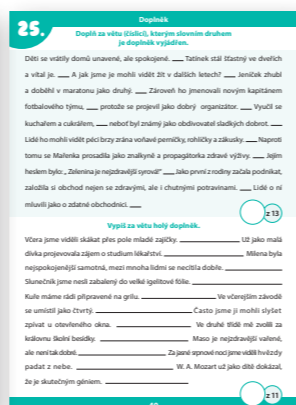 Doplněk
25.
Doplň za větu (číslici), kterým slovním druhem
je doplněk vyjádřen.
Děti se vrátily domů unavené, ale spokojené. ___ Tatínek stál šťastný ve dveřích
a vítal je. ___ A jak jsme je mohli vidět žít v dalších letech? ___ Jeníček zhubl
a doběhl v maratonu jako druhý. ___ Zároveň ho jmenovali novým kapitánem
fotbalového týmu, ___ protože se projevil jako dobrý organizátor. ___ Vyučil se
kuchařem a cukrářem, ___ neboť byl známý jako obdivovatel sladkých dobrot. ___
Lidé ho mohli vidět péci brzy zrána voňavé perníčky, rohlíčky a zákusky. ___ Naproti
tomu se Mařenka prosadila jako znalkyně a propagátorka zdravé výživy. ___ Jejím
heslem bylo: „ Zelenina je nejzdravější syrová!" ___ Jako první z rodiny začala podnikat,
založila si obchod nejen se zdravými, ale i chutnými potravinami. ___ Lidé o ní
mluvili jako o zdatné obchodnici. ___
z 13
Vypiš za větu holý doplněk.
Včera jsme viděli skákat přes pole mladé zajíčky. ___ Už jako malá
dívka projevovala zájem o studium lékařství. ___ Milena byla
nejspokojenější samotná, mezi mnoha lidmi se necítila dobře. ___
Slunečník jsme nesli zabalený do velké igelitové fólie. ___
Kuře máme rádi připravené na grilu. ___ Ve včerejším závodě
se umístil jako čtvrtý. ___ Často jsme ji mohli slyšet
zpívat u otevřeného okna. ___ Ve druhé třídě mě zvolili za
královnu školní besídky. ___ Maso je nejzdravější vařené,
ale není tak dobré. ___ Za jasné srpnové noci jsme viděli hvězdy
padat z nebe. ___ W. A. Mozart už jako dítě dokázal,
že je skutečným géniem. ___
z 11